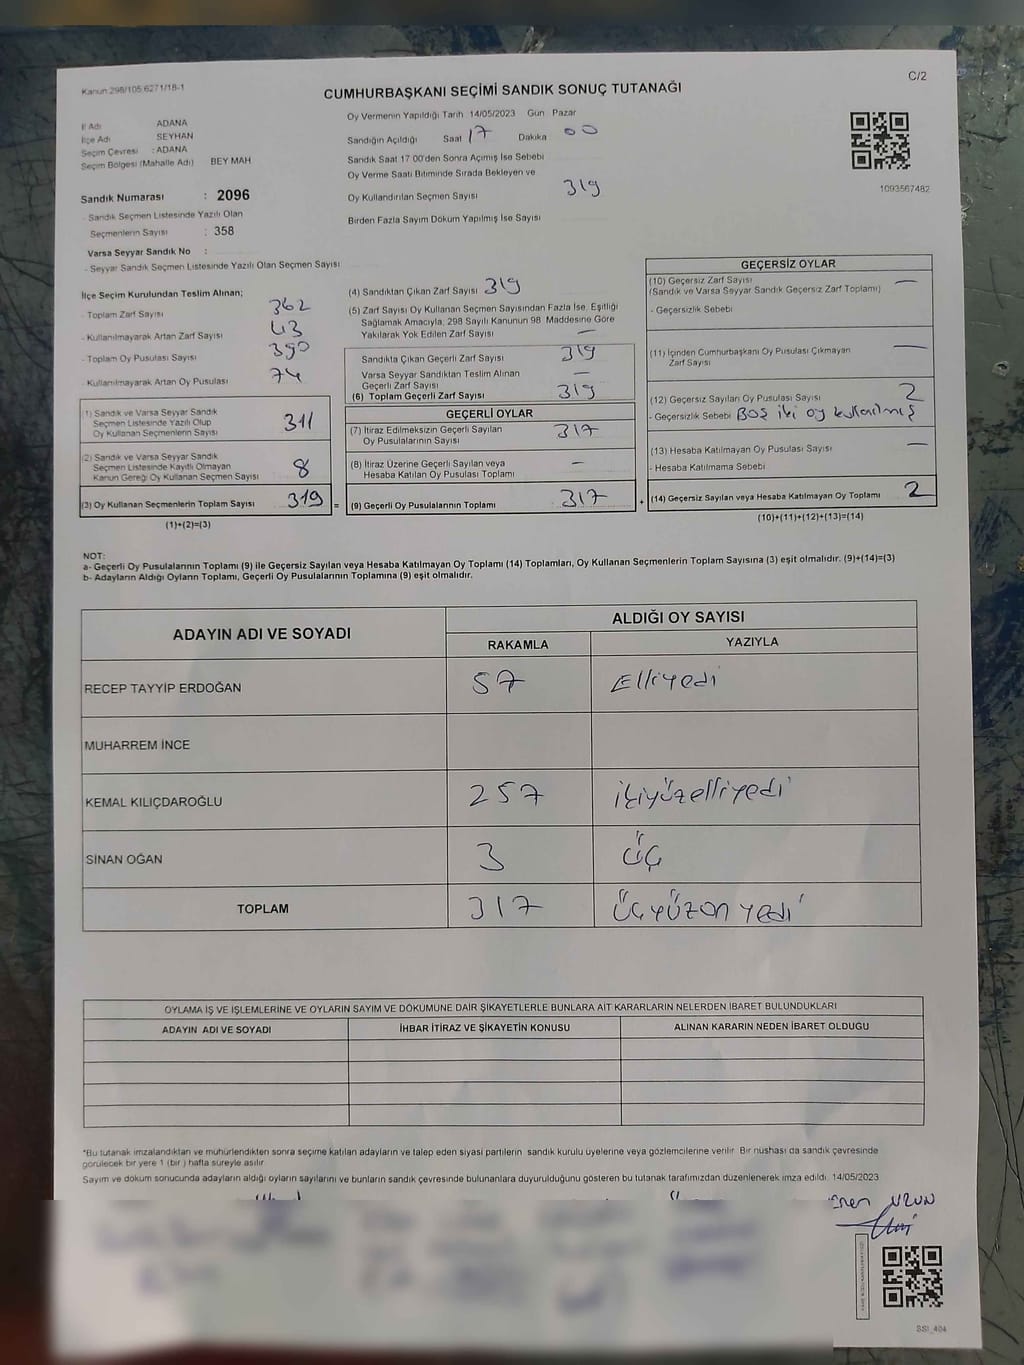 Kanun 298/105 6271/18-1
C/2
CUMHURBAŞKANI SEÇİMİ SANDIK SONUÇ TUTANAĞI
Oy Vermenin Yapıldığı Tarih 14/05/2023 Gün Pazar
İl Adı ADANA
İlçe Adı SEYHAN
Seçim Çevresi : ADANA
Seçim Bölgesi (Mahalle Adı) BEY MAH
Sandığın Açıldığı Saat 17 Dakika 00
Sandık Saat 17 00'den Sonra Açımış İse Sebebi
Oy Verme Saati Bitiminde Sırada Bekleyen ve
Oy Kullandırılan Seçmen Sayısı 319
Birden Fazla Sayım Döküm Yapılmış İse Sayısı
1093567482
Sandık Numarası : 2096
- Sandık Seçmen Listesinde Yazılı Olan
Seçmenlerin Sayısı : 358
Varsa Seyyar Sandık No :
- Seyyar Sandık Seçmen Listesinde Yazılı Olan Seçmen Sayısı
İlçe Seçim Kurulundan Teslim Alınan;
- Toplam Zarf Sayısı 362
- Kullanılmayarak Artan Zarf Sayısı 43
- Toplam Oy Pusulası Sayısı 390
- Kullanılmayarak Artan Oy Pusulası 74
(1) Sandık ve Varsa Seyyar Sandık
Seçmen Listesinde Yazılı Olup
Oy Kullanan Seçmenlerin Sayısı 311
(2) Sandık ve Varsa Seyyar Sandık
Seçmen Listesinde Kayıtlı Olmayan
Kanun Gereği Oy Kullanan Seçmen Sayısı 8
(3) Oy Kullanan Seçmenlerin Toplam Sayısı 319 =
(1)+(2)=(3)
(4) Sandıktan Çıkan Zarf Sayısı 319
(5) Zarf Sayısı Oy Kullanan Seçmen Sayısından Fazla İse, Eşitliği
Sağlamak Amacıyla, 298 Sayılı Kanunun 98. Maddesine Göre
Yakılarak Yok Edilen Zarf Sayısı —
Sandıkta Çıkan Geçerli Zarf Sayısı 319
Varsa Seyyar Sandıktan Teslim Alınan
Geçerli Zarf Sayısı —
(6) Toplam Geçerli Zarf Sayısı 319
GEÇERLİ OYLAR
(7) İtiraz Edilmeksizin Geçerli Sayılan
Oy Pusulalarının Sayısı 317
(8) İtiraz Üzerine Geçerli Sayılan veya
Hesaba Katılan Oy Pusulası Toplamı —
(9) Geçerli Oy Pusulalarının Toplamı 317 +
GEÇERSİZ OYLAR
(10) Geçersiz Zarf Sayısı —
(Sandık ve Varsa Seyyar Sandık Geçersiz Zarf Toplamı)
- Geçersizlik Sebebi
(11) İçinden Cumhurbaşkanı Oy Pusulası Çıkmayan
Zarf Sayısı —
(12) Geçersiz Sayılan Oy Pusulası Sayısı 2
- Geçersizlik Sebebi Boş iki oy kullanılmış
(13) Hesaba Katılmayan Oy Pusulası Sayısı —
- Hesaba Katılmama Sebebi
(14) Geçersiz Sayılan veya Hesaba Katılmayan Oy Toplamı 2
(10)+(11)+(12)+(13)=(14)
NOT:
a- Geçerli Oy Pusulalarının Toplamı (9) ile Geçersiz Sayılan veya Hesaba Katılmayan Oy Toplamı (14) Toplamları, Oy Kullanan Seçmenlerin Toplam Sayısına (3) eşit olmalıdır. (9)+(14)=(3)
b- Adayların Aldığı Oyların Toplamı, Geçerli Oy Pusulalarının Toplamına (9) eşit olmalıdır.
ADAYIN ADI VE SOYADI
ALDIĞI OY SAYISI
RAKAMLA YAZIYLA
RECEP TAYYİP ERDOĞAN 57 Elliyedi
MUHARREM İNCE
KEMAL KILIÇDAROĞLU 257 ikiyüzelliyedi
SİNAN OĞAN 3 üç
TOPLAM 317 Üçyüzonyedi
OYLAMA İŞ VE İŞLEMLERİNE VE OYLARIN SAYIM VE DÖKÜMÜNE DAİR ŞİKAYETLERLE BUNLARA AİT KARARLARIN NELERDEN İBARET BULUNDUKLARI
ADAYIN ADI VE SOYADI İHBAR İTİRAZ VE ŞİKAYETİN KONUSU ALINAN KARARIN NEDEN İBARET OLDUĞU
*Bu tutanak imzalandıktan ve mühürlendikten sonra seçime katılan adayların ve talep eden siyasi partilerin sandık kurulu üyelerine veya gözlemcilerine verilir. Bir nüshası da sandık çevresinde
görülecek bir yere 1 (bir) hafta süreyle asılır
Sayım ve döküm sonucunda adayların aldığı oyların sayılarını ve bunların sandık çevresinde bulunanlara duyurulduğunu gösteren bu tutanak tarafımızdan düzenlenerek imza edildi. 14/05/2023
UZUN
SSI_404